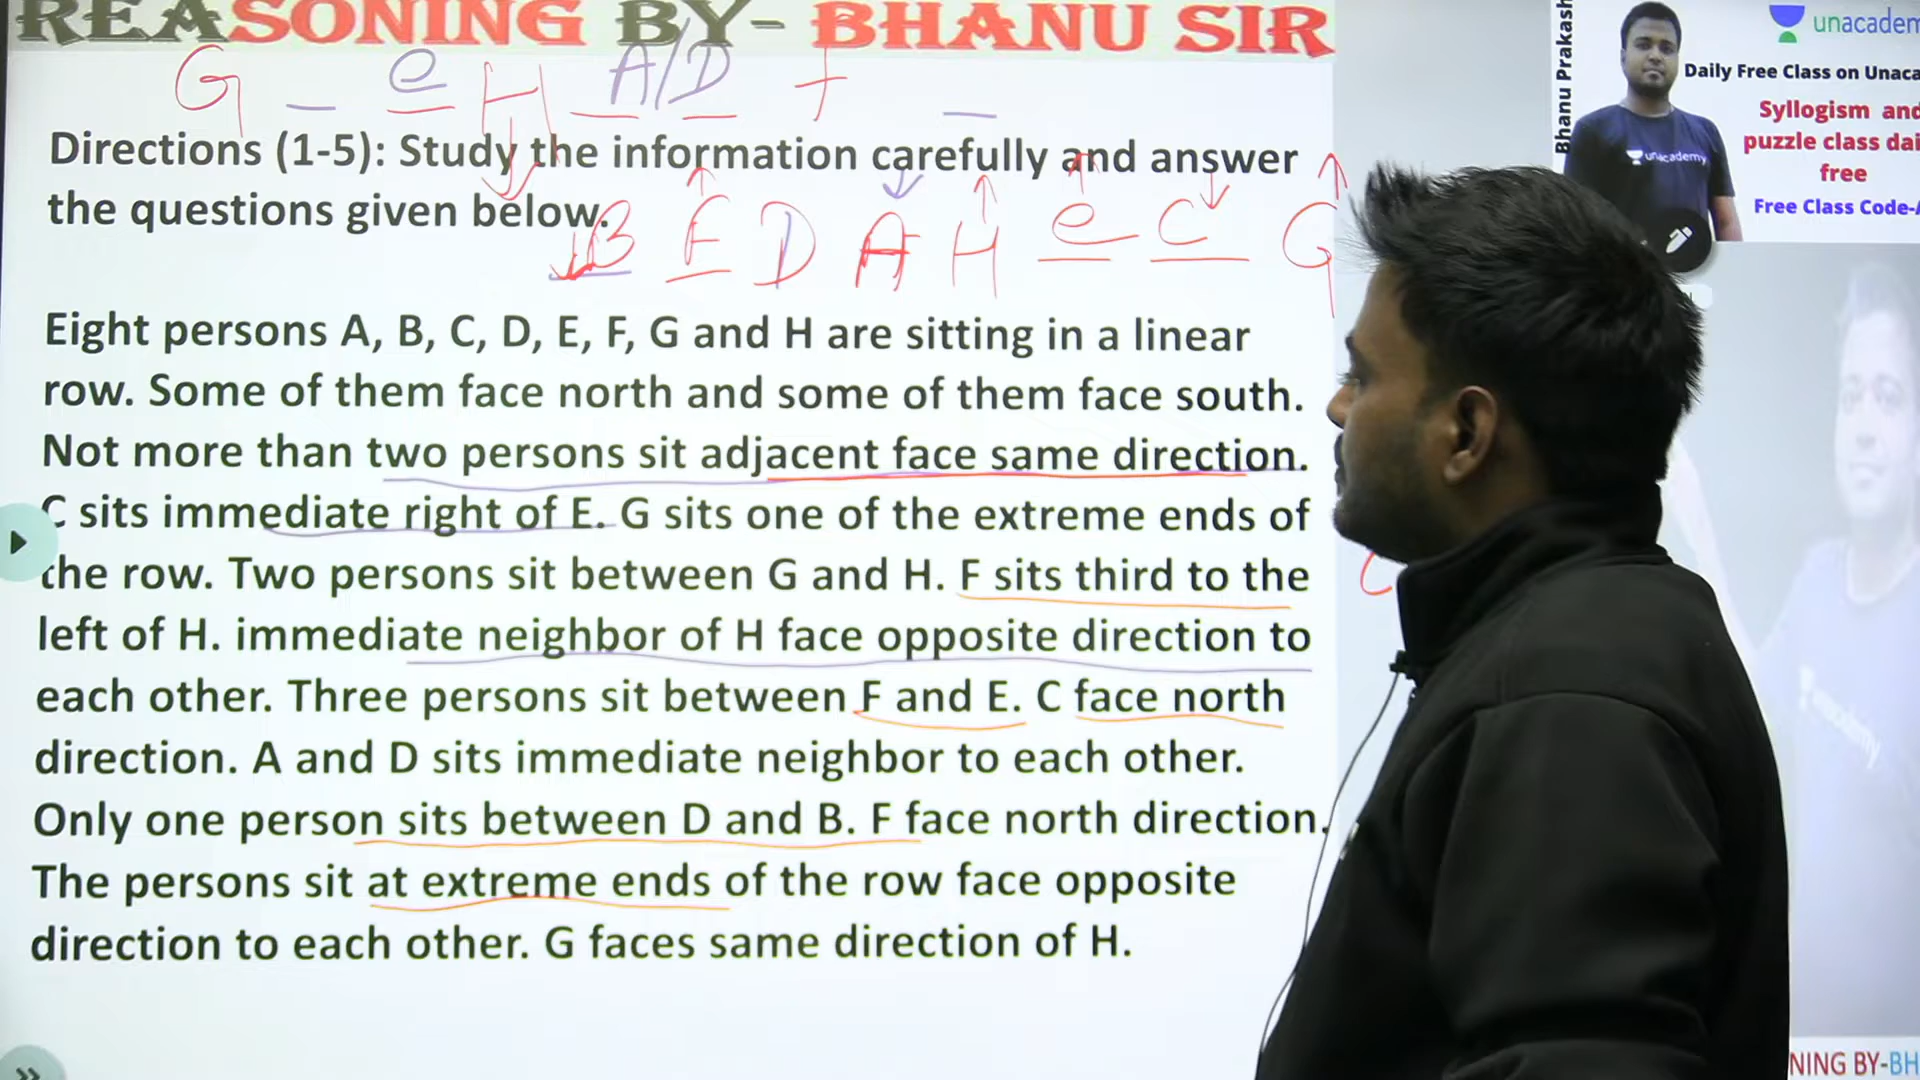 REASONING BY- BHANU SIR
G _ e H A/D F _
Directions (1-5): Study the information carefully and answer
the questions given below.
B F D A H e C G
Eight persons A, B, C, D, E, F, G and H are sitting in a linear
row. Some of them face north and some of them face south.
Not more than two persons sit adjacent face same direction.
C sits immediate right of E. G sits one of the extreme ends of
the row. Two persons sit between G and H. F sits third to the
left of H. immediate neighbor of H face opposite direction to
each other. Three persons sit between F and E. C face north
direction. A and D sits immediate neighbor to each other.
Only one person sits between D and B. F face north direction.
The persons sit at extreme ends of the row face opposite
direction to each other. G faces same direction of H.
Bhanu Prakash
unacadem
Daily Free Class on Unaca
Syllogism and
puzzle class dai
free
Free Class Code-A
unacademy
NING BY-BH